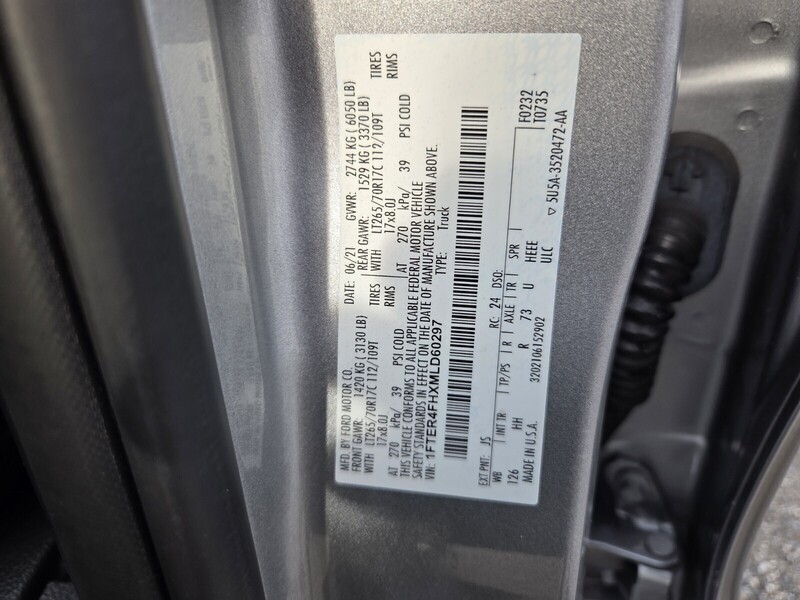 MFD. BY FORD MOTOR CO.
DATE: 06/21 GVWR: 2744 KG ( 6050 LB)
FRONT GAWR: 1420 KG ( 3130 LB) REAR GAWR: 1529 KG ( 3370 LB)
WITH LT265/70R17C 112/109T TIRES WITH LT265/70R17C 112/109T TIRES
17x8.0J RIMS 17x8.0J RIMS
AT 270 kPa/ 39 PSI COLD AT 270 kPa/ 39 PSI COLD
THIS VEHICLE CONFORMS TO ALL APPLICABLE FEDERAL MOTOR VEHICLE
SAFETY STANDARDS IN EFFECT ON THE DATE OF MANUFACTURE SHOWN ABOVE.
VIN: 1FTER4FHXMLD60297 TYPE: Truck
EXT PNT: JS RC: 24 DSO: F0232
WB INT TR TP/PS R AXLE TR SPR T0735
126 HH R 73 U HEEE
MADE IN U.S.A. 3202106152902 ULC ▽ 5U5A-3520472-AA